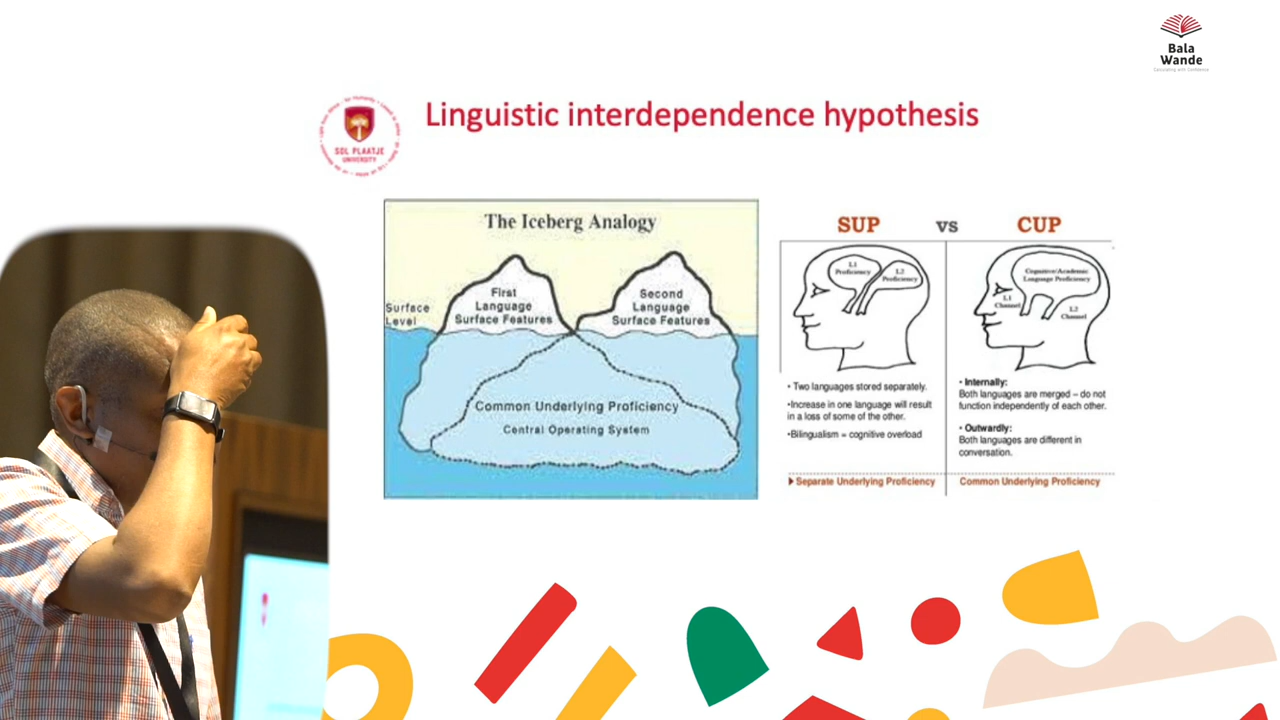 Bala
Wande
Calculating with Confidence
SOL PLAATJE
UNIVERSITY
Linguistic interdependence hypothesis
The Iceberg Analogy
First
Language
Surface Features
Second
Language
Surface Features
Surface
Level
Common Underlying Proficiency
Central Operating System
SUP vs CUP
L1
Proficiency
L2
Proficiency
Cognitive/Academic
Language Proficiency
L1
Channel
L2
Channel
• Two languages stored separately.
•Increase in one language will result
in a loss of some of the other.
•Bilingualism = cognitive overload
Separate Underlying Proficiency
• Internally:
Both languages are merged – do not
function independently of each other.
• Outwardly:
Both languages are different in
conversation.
Common Underlying Proficiency